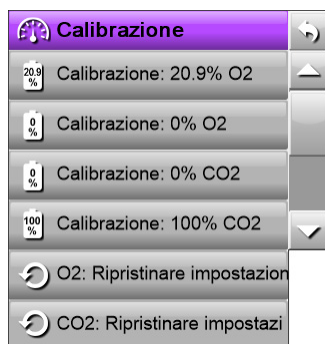 Calibrazione
20.9 % Calibrazione: 20.9% O2
0 % Calibrazione: 0% O2
0 % Calibrazione: 0% CO2
100 % Calibrazione: 100% CO2
O2: Ripristinare impostazion
CO2: Ripristinare impostazi